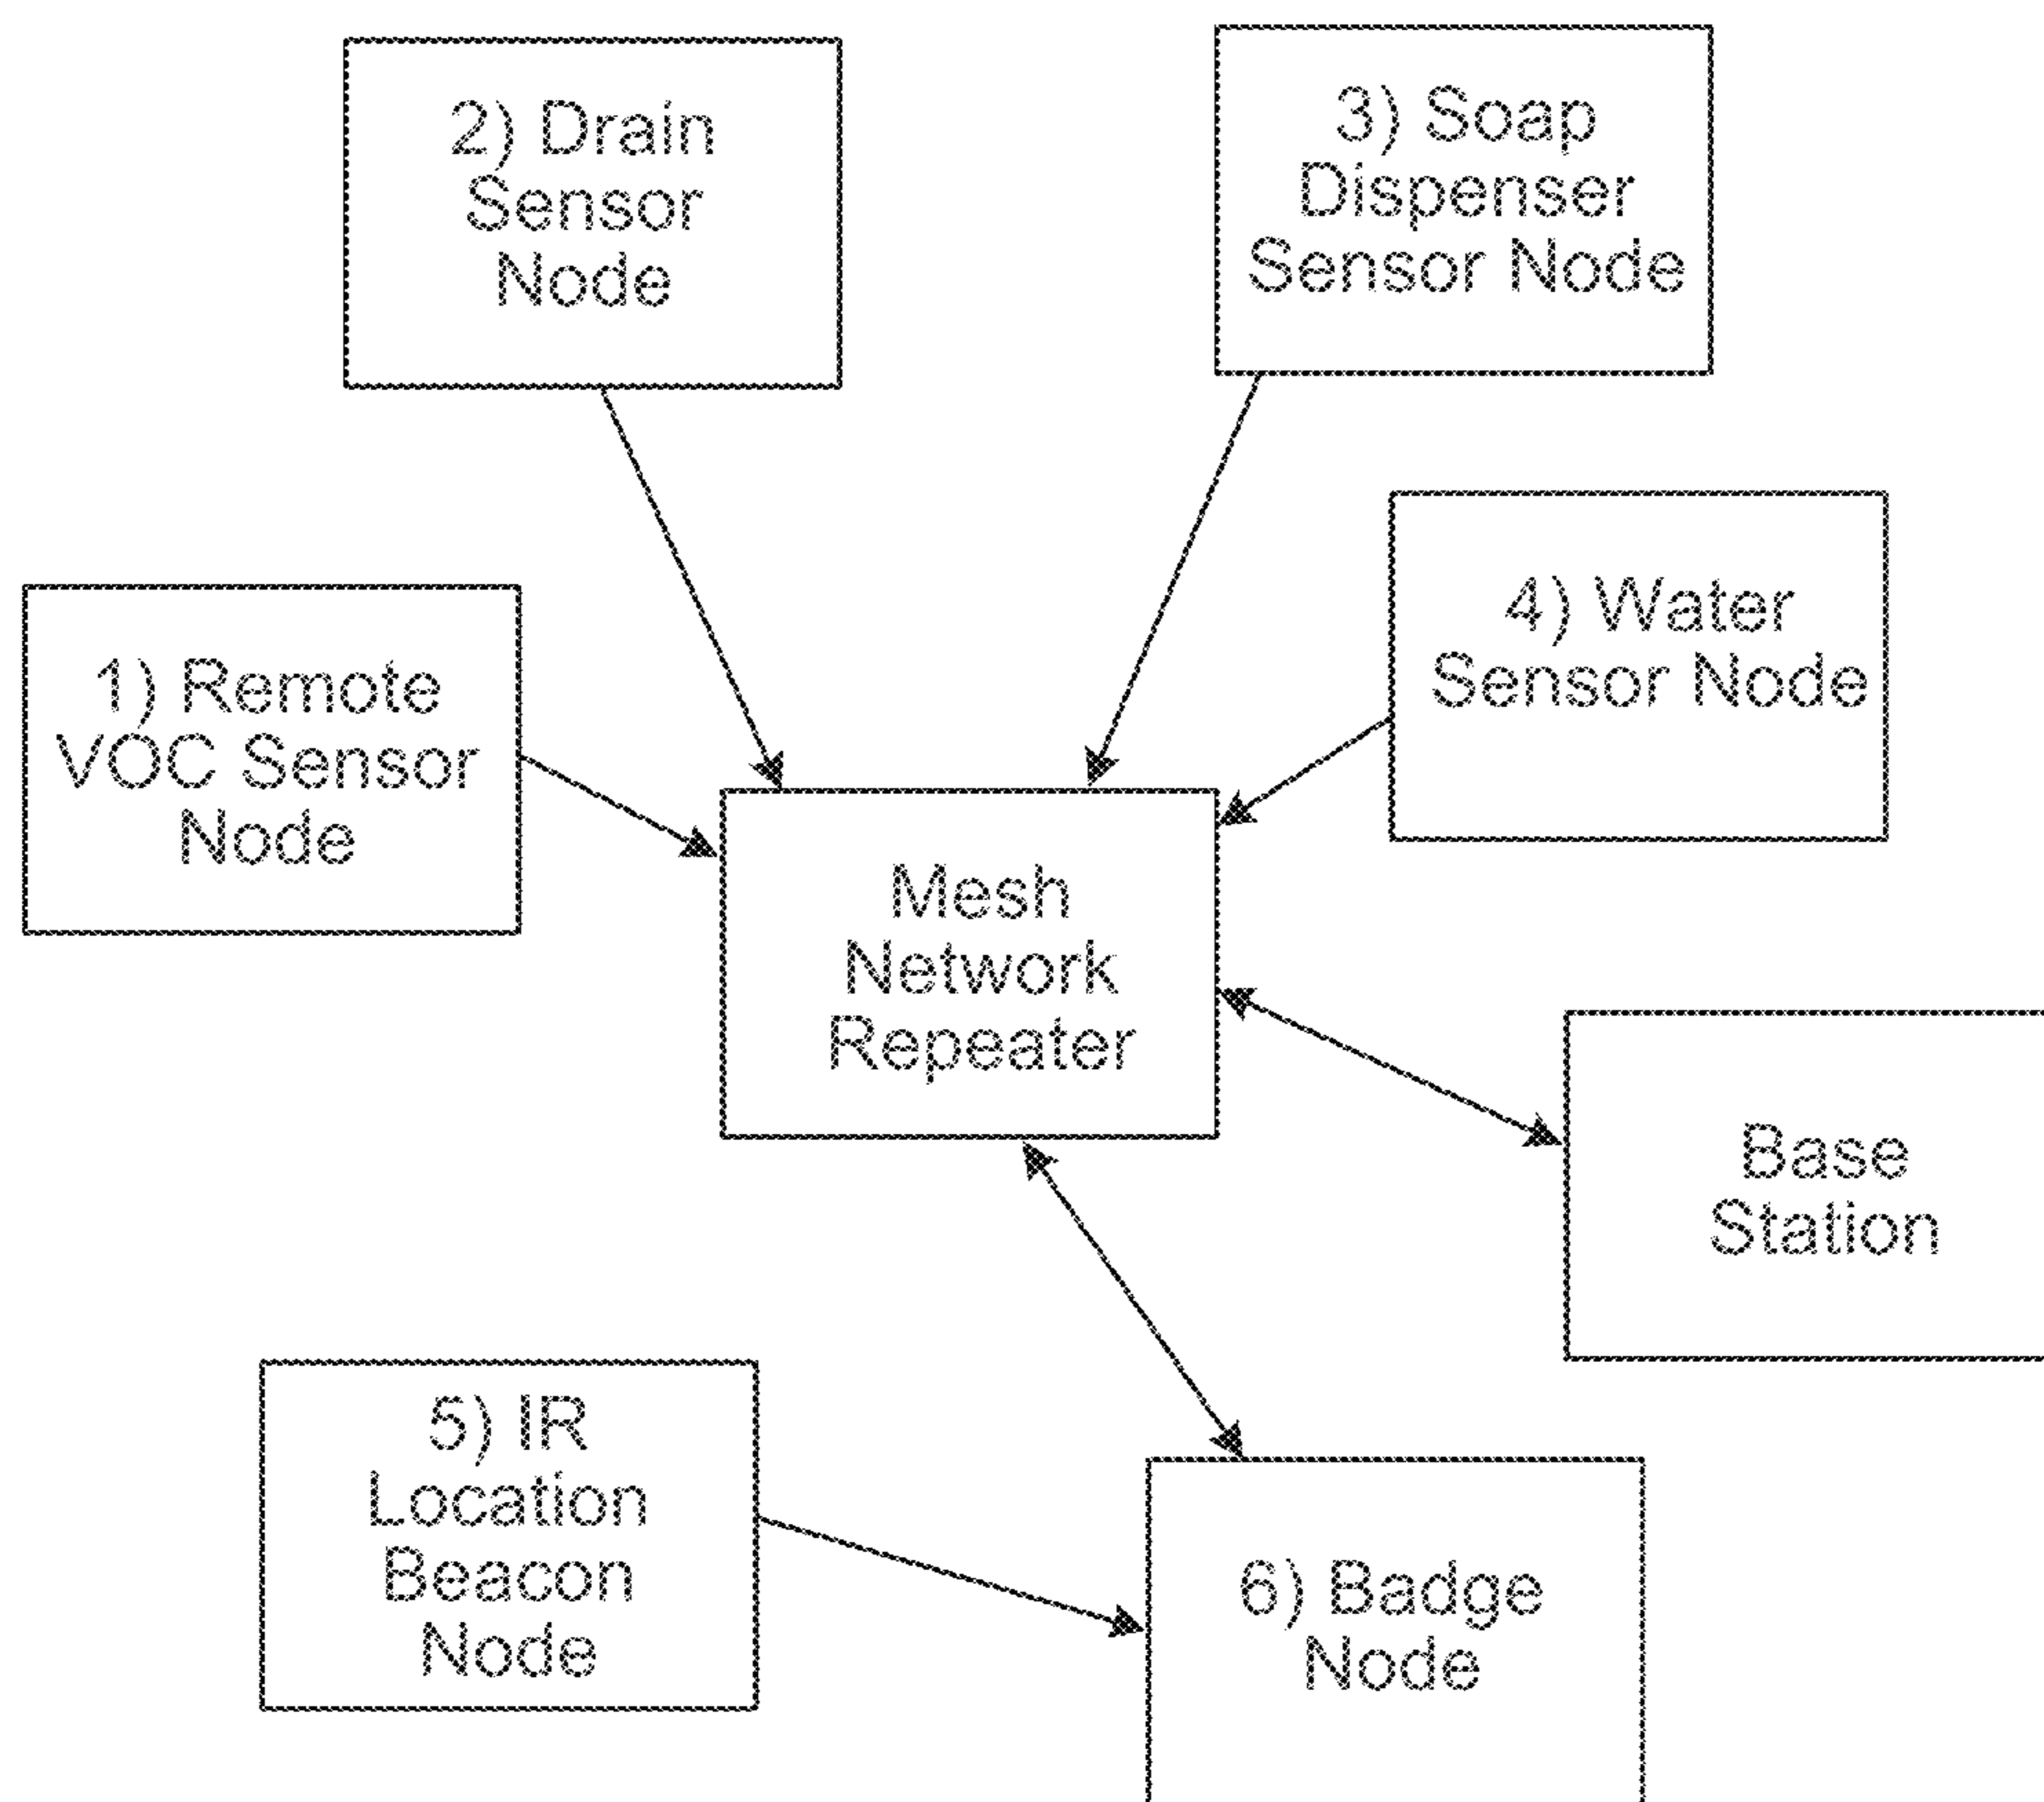 2) Drain
Sensor
Node
3) Soap
Dispenser
Sensor Node
1) Remote
VOC Sensor
Node
4) Water
Sensor Node
Mesh
Network
Repeater
Base
Station
5) IR
Location
Beacon
Node
6) Badge
Node